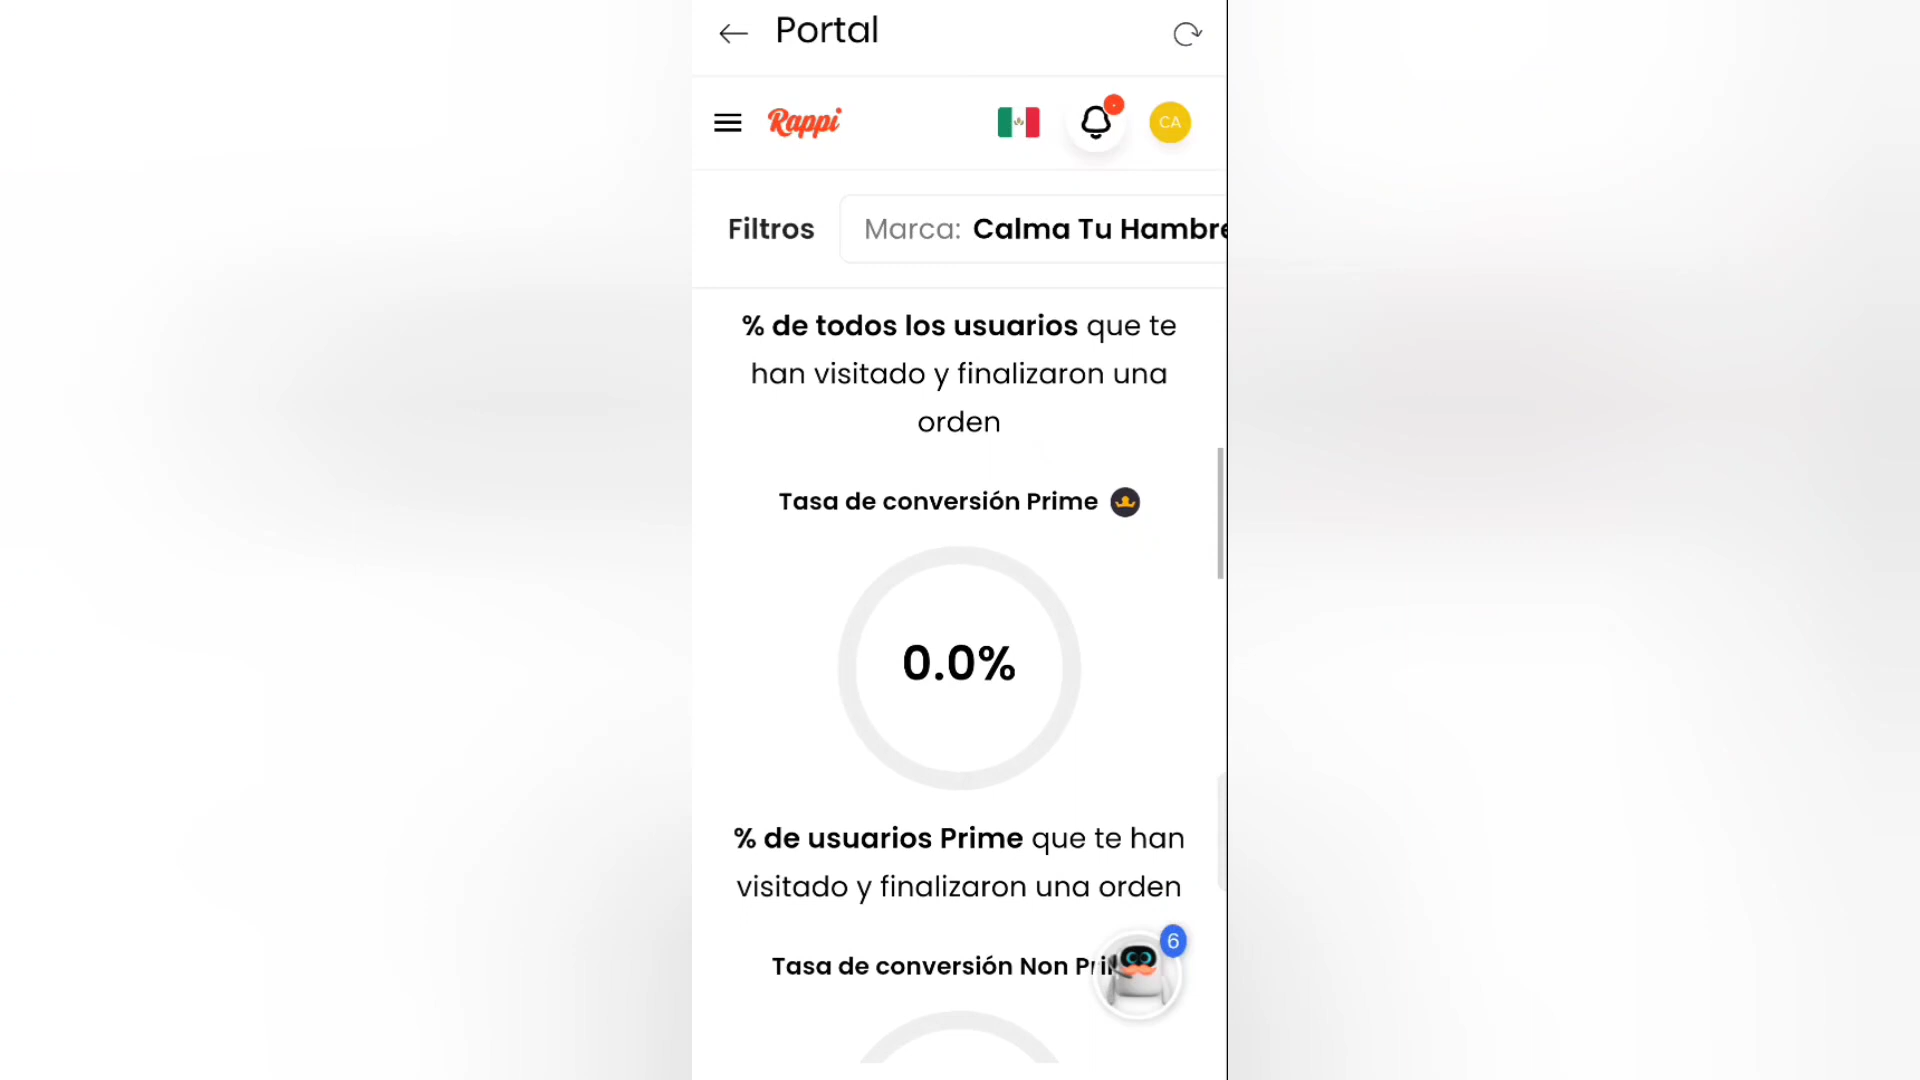 Portal
Rappi
CA
Filtros
Marca: Calma Tu Hambre
% de todos los usuarios que te
han visitado y finalizaron una
orden
Tasa de conversión Prime
0.0%
% de usuarios Prime que te han
visitado y finalizaron una orden
6
Tasa de conversión Non Pri